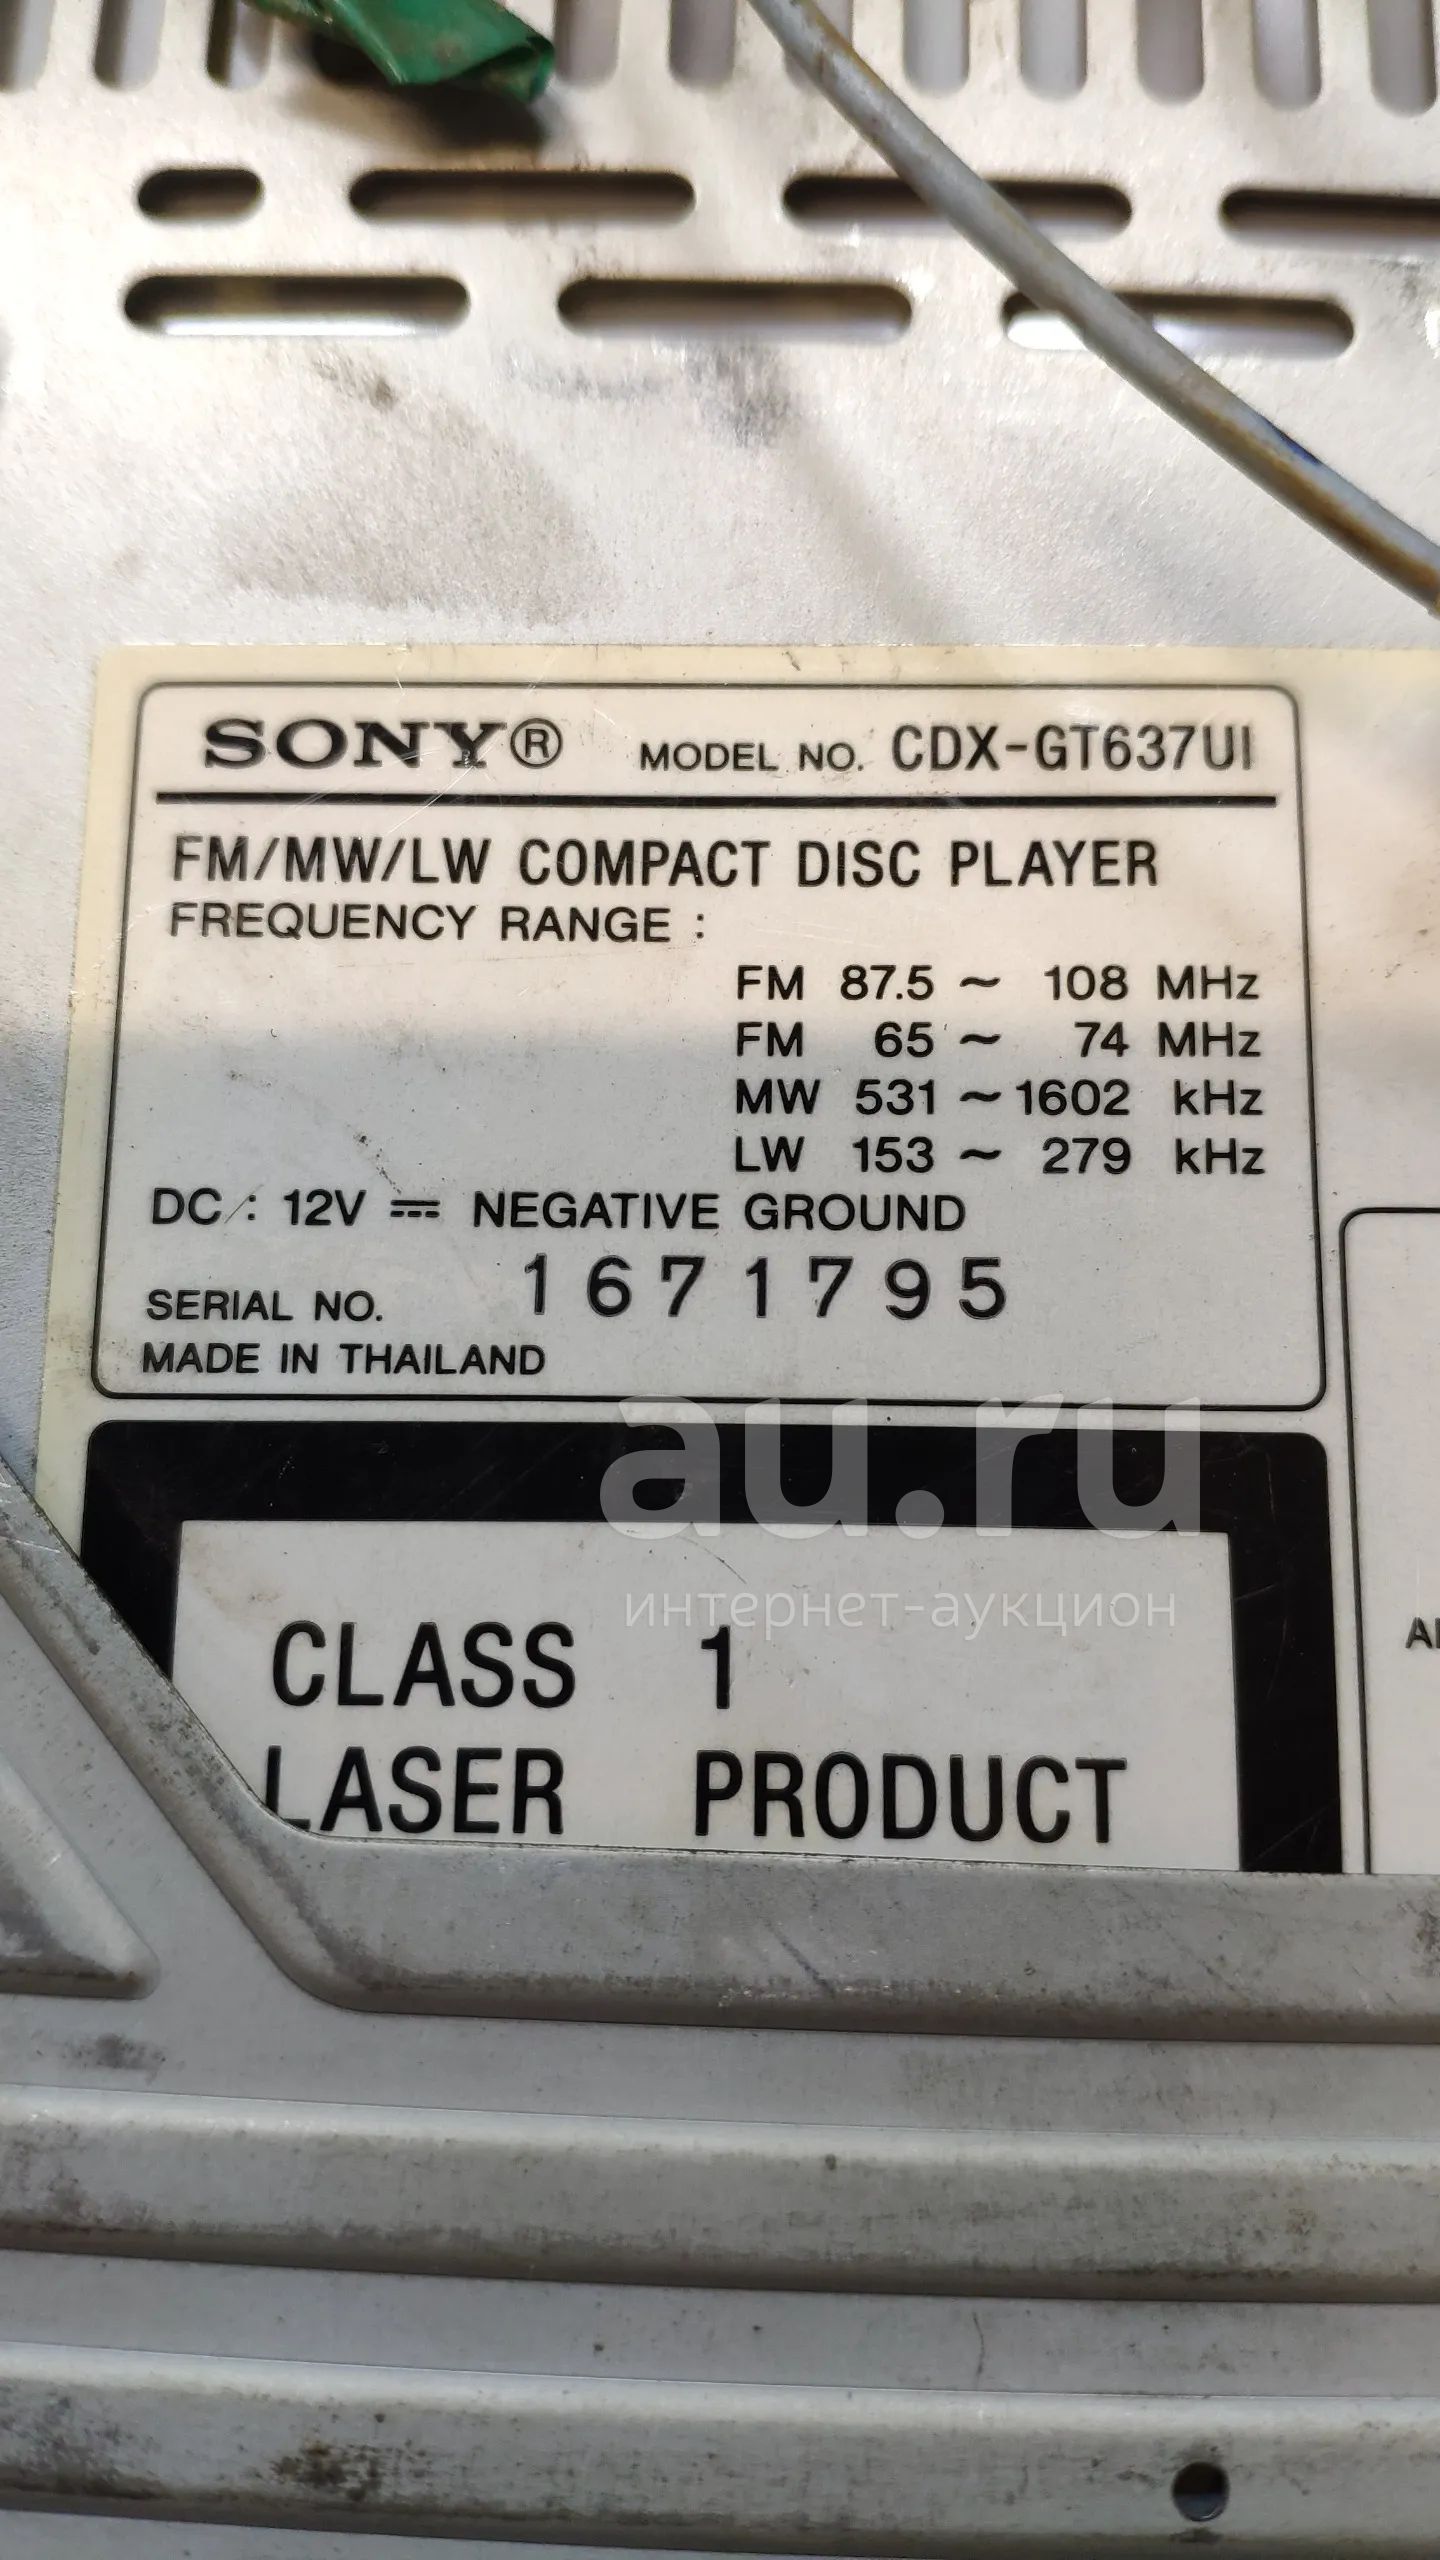 SONY® MODEL NO. CDX-GT637UI
FM/MW/LW COMPACT DISC PLAYER
FREQUENCY RANGE :
FM 87.5 ~ 108 MHz
FM 65 ~ 74 MHz
MW 531 ~ 1602 kHz
LW 153 ~ 279 kHz
DC : 12V ⎓ NEGATIVE GROUND
SERIAL NO. 1671795
MADE IN THAILAND
au.ru
интернет-аукцион
CLASS 1
LASER PRODUCT